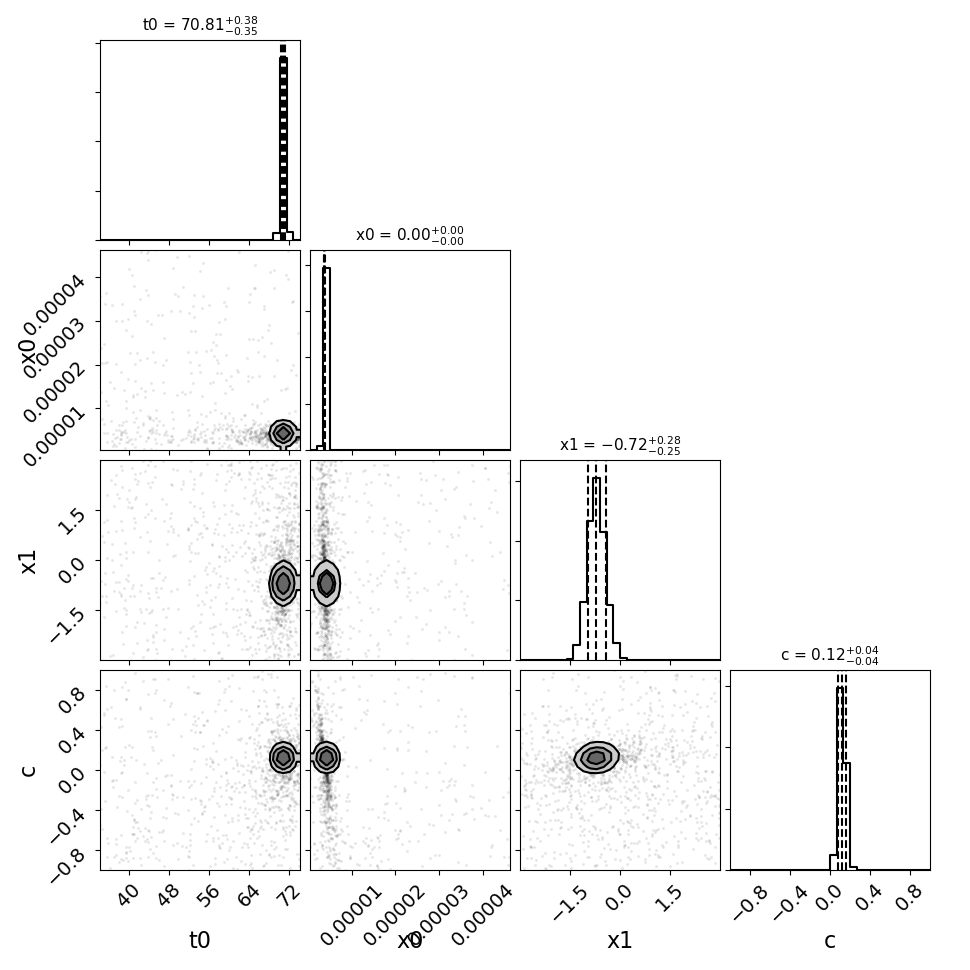 t0 = 70.81+0.38−0.35
x0 = 0.00+0.00−0.00
0.00004
0.00003
0.00002
0.00001
x0
x1 = −0.72+0.28−0.25
1.5
0.0
−1.5
x1
c = 0.12+0.04−0.04
0.8
0.4
0.0
−0.4
−0.8
c
40 48 56 64 72
0.00001 0.00002 0.00003 0.00004
−1.5 0.0 1.5
−0.8 −0.4 0.0 0.4 0.8
t0 x0 x1 c